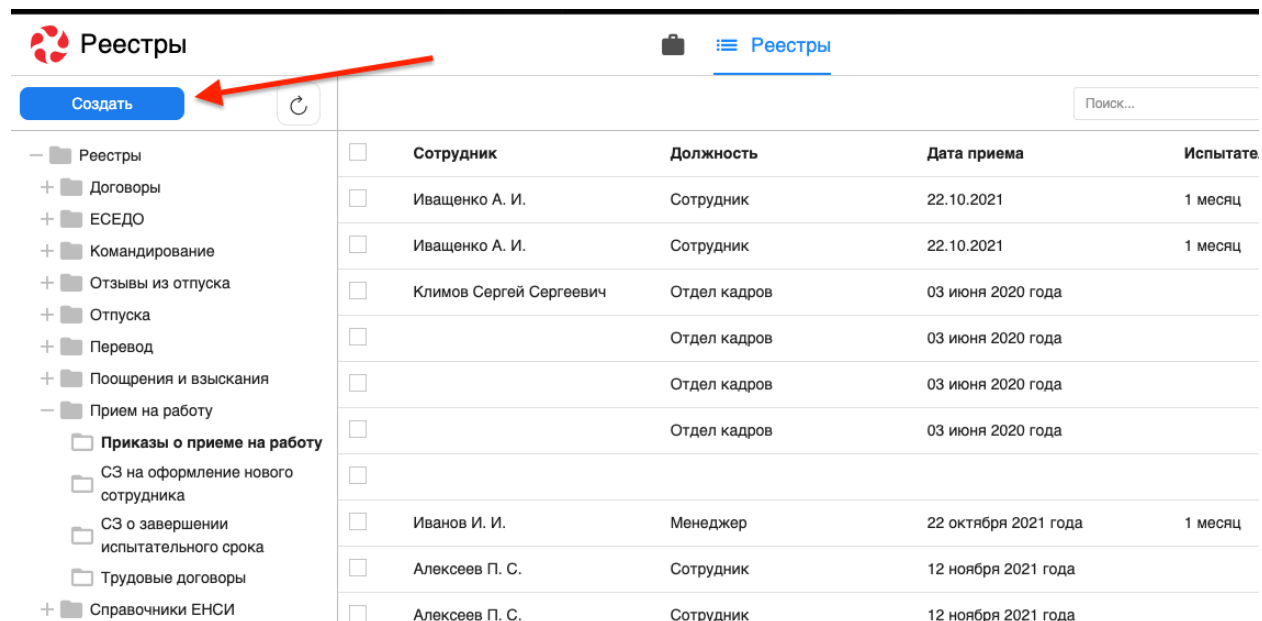 Реестры
Реестры
Создать
Поиск...
Реестры
Договоры
ЕСЕДО
Командирование
Отзывы из отпуска
Отпуска
Перевод
Поощрения и взыскания
Прием на работу
Приказы о приеме на работу
СЗ на оформление нового
сотрудника
СЗ о завершении
испытательного срока
Трудовые договоры
Справочники ЕНСИ
Сотрудник Должность Дата приема Испытате
Иващенко А. И. Сотрудник 22.10.2021 1 месяц
Иващенко А. И. Сотрудник 22.10.2021 1 месяц
Климов Сергей Сергеевич Отдел кадров 03 июня 2020 года
Отдел кадров 03 июня 2020 года
Отдел кадров 03 июня 2020 года
Отдел кадров 03 июня 2020 года
Иванов И. И. Менеджер 22 октября 2021 года 1 месяц
Алексеев П. С. Сотрудник 12 ноября 2021 года
Алексеев П. С. Сотрудник 12 ноября 2021 года